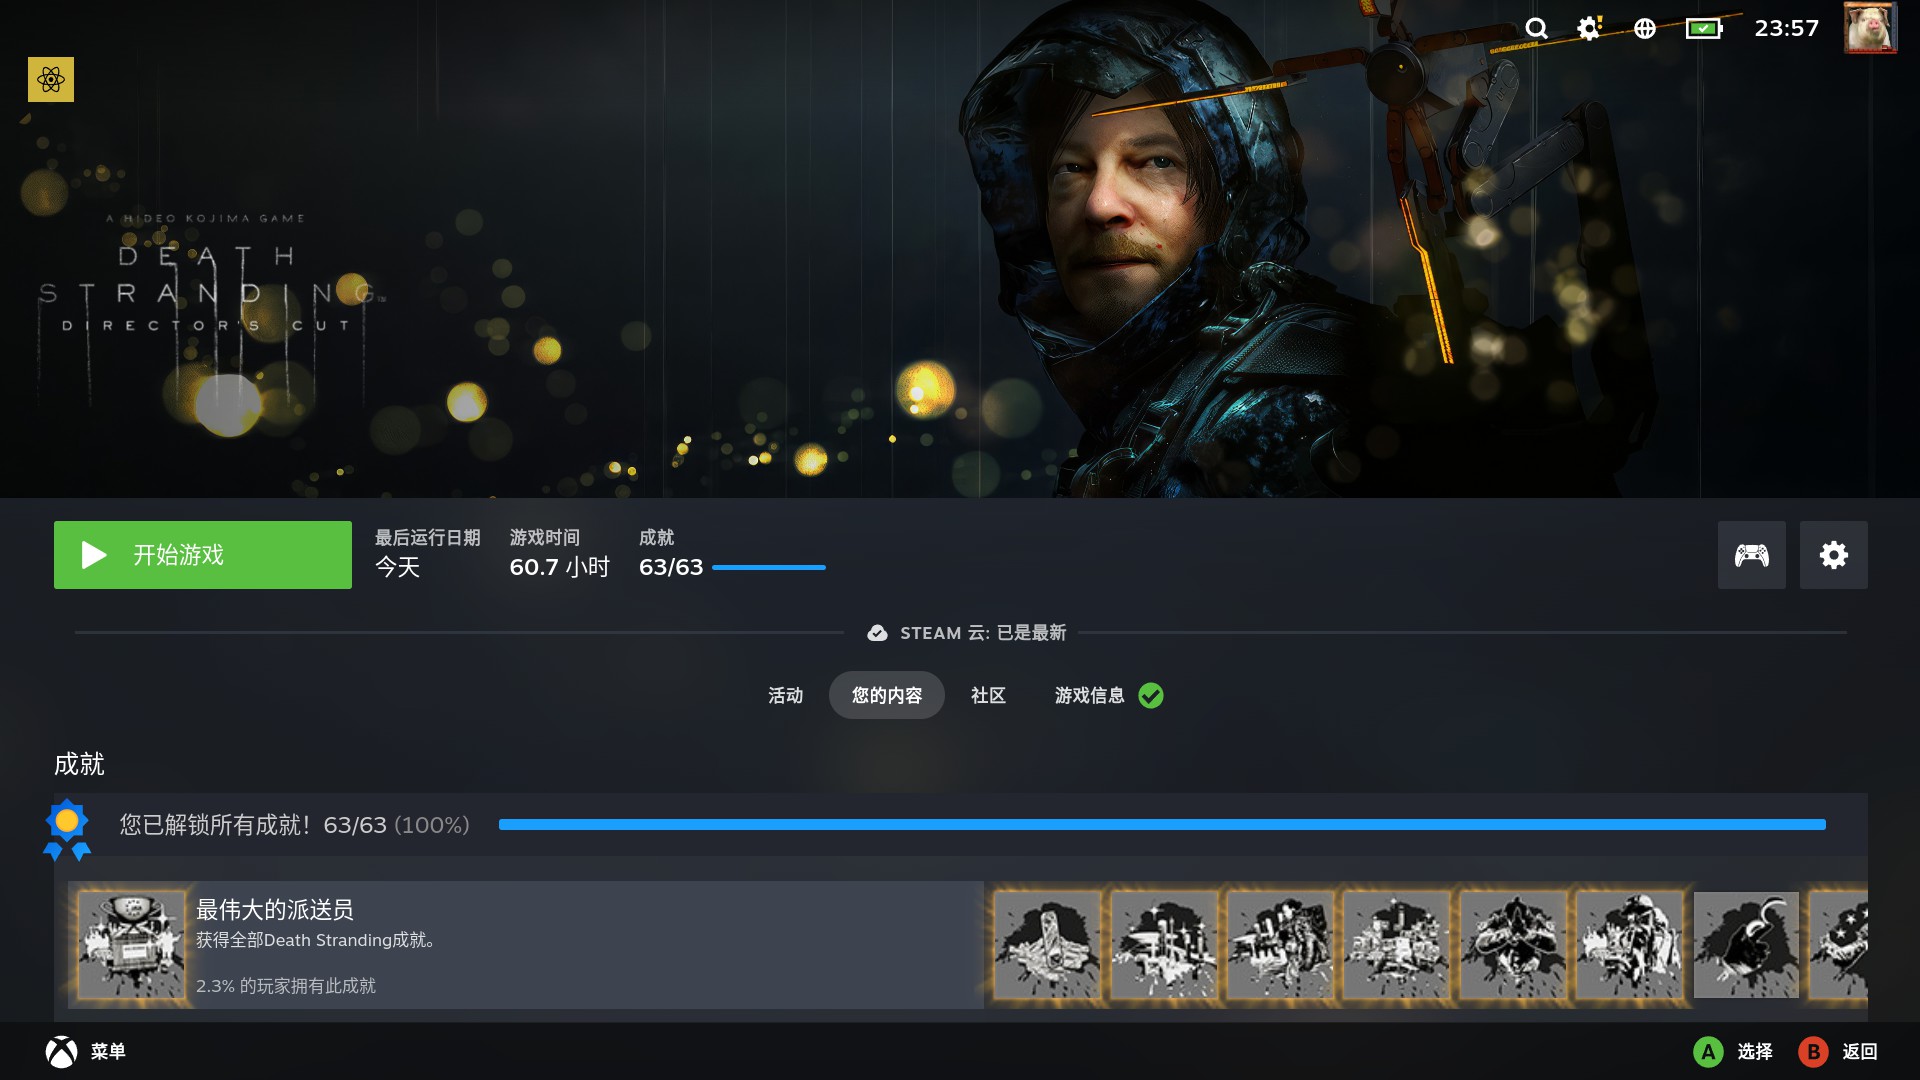 23:57
A HIDEO KOJIMA GAME
DEATH
STRANDING
DIRECTOR'S CUT
开始游戏
最后运行日期
今天
游戏时间
60.7 小时
成就
63/63
STEAM 云: 已是最新
活动
您的内容
社区
游戏信息
成就
您已解锁所有成就！63/63 (100%)
最伟大的派送员
获得全部Death Stranding成就。
2.3% 的玩家拥有此成就
菜单
A 选择
B 返回